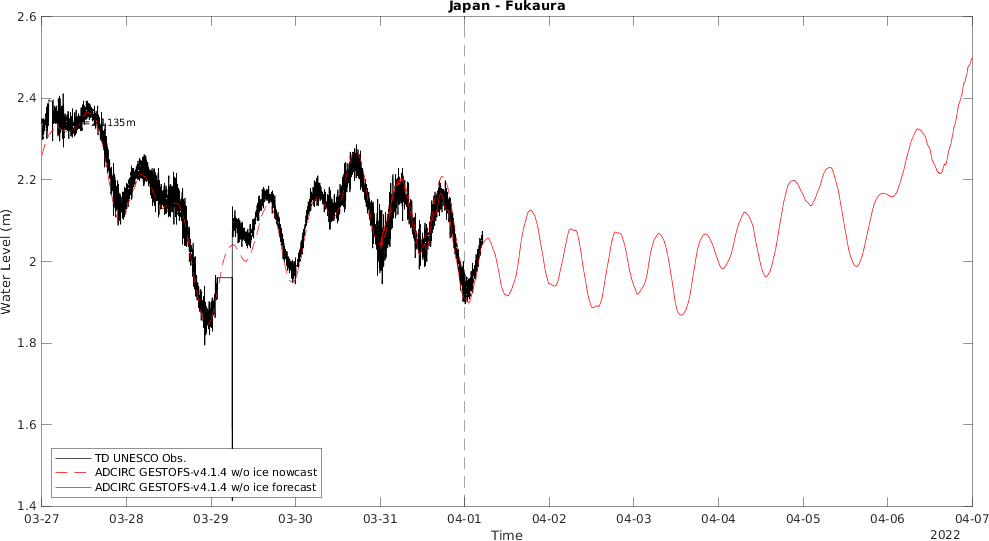 Japan - Fukaura
2.6
2.4
2.2
2
1.8
1.6
1.4
Water Level (m)
135m
TD UNESCO Obs.
ADCIRC GESTOFS-v4.1.4 w/o ice nowcast
ADCIRC GESTOFS-v4.1.4 w/o ice forecast
03-27 03-28 03-29 03-30 03-31 04-01 04-02 04-03 04-04 04-05 04-06 04-07
Time
2022